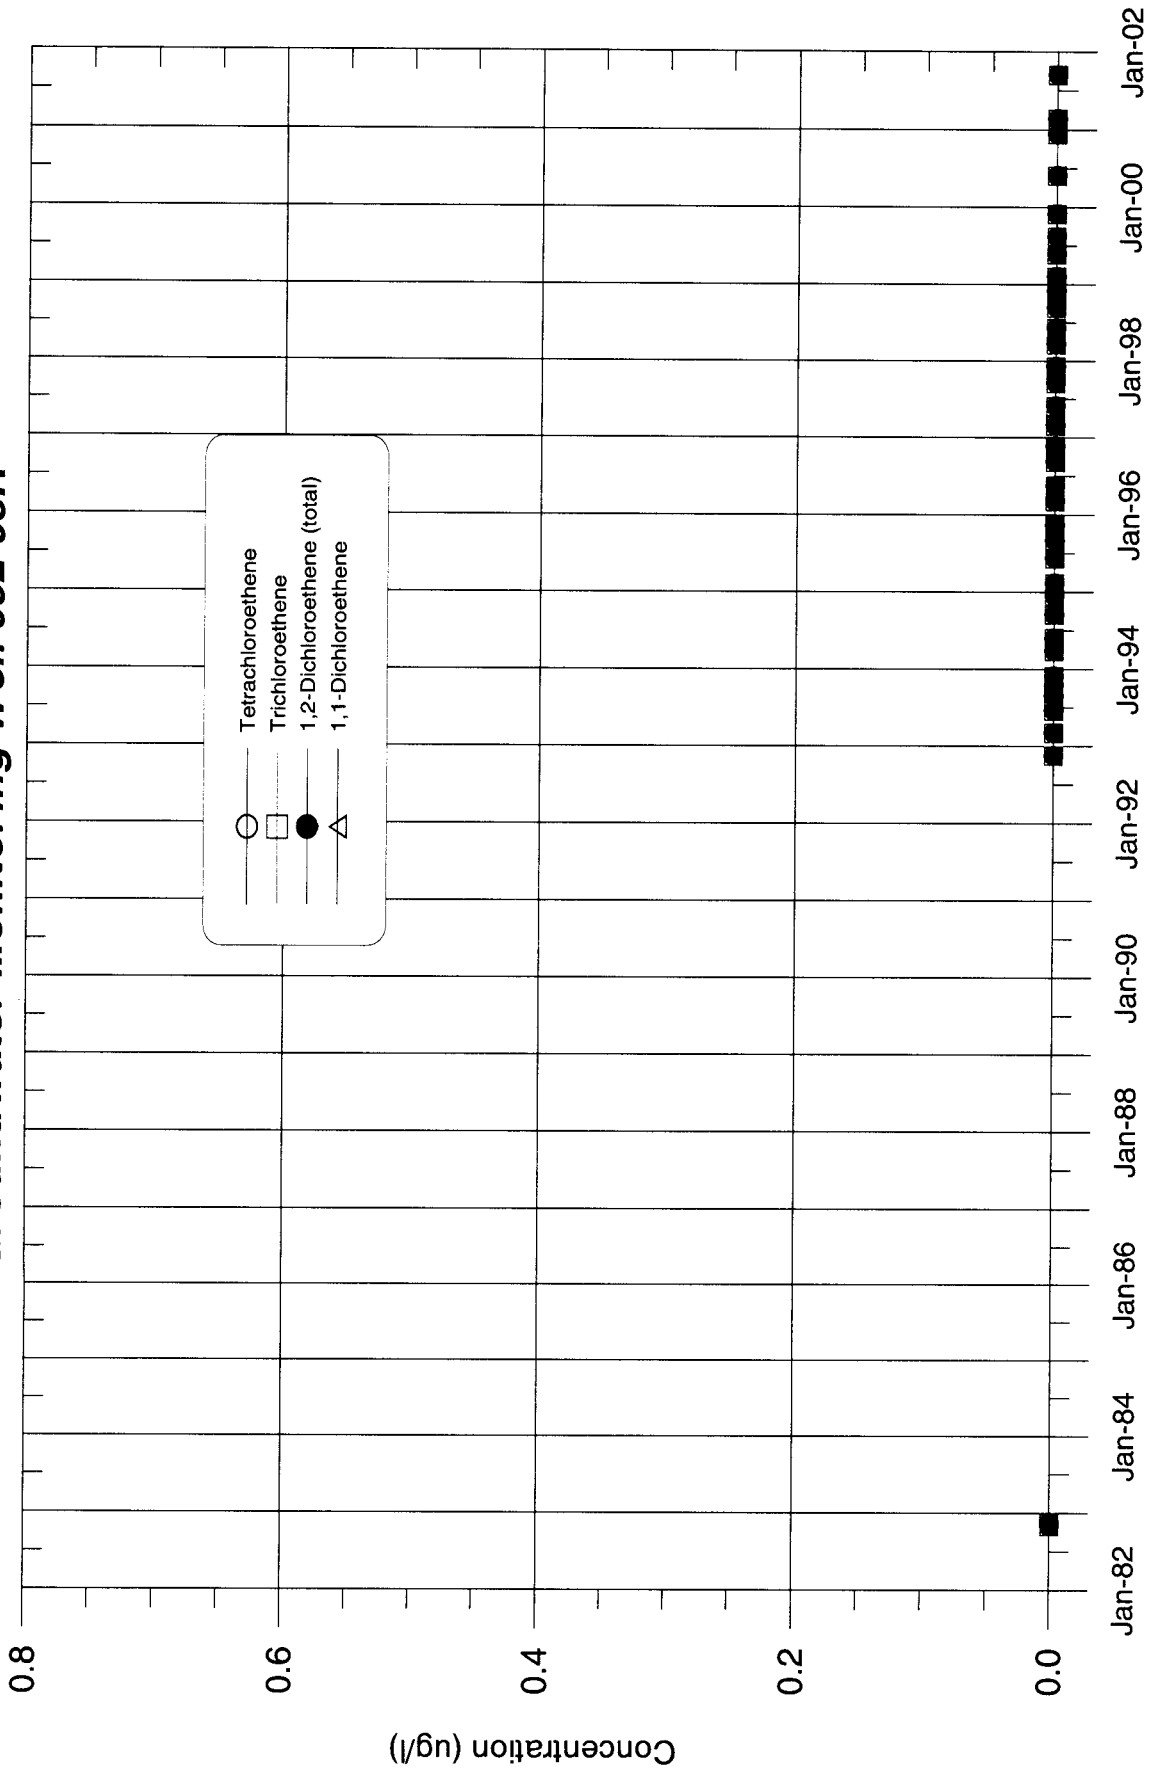 0.8
0.6
0.4
0.2
0.0
Concentration (ug/l)
Tetrachloroethene
Trichloroethene
1,2-Dichloroethene (total)
1,1-Dichloroethene
Jan-82 Jan-84 Jan-86 Jan-88 Jan-90 Jan-92 Jan-94 Jan-96 Jan-98 Jan-00 Jan-02